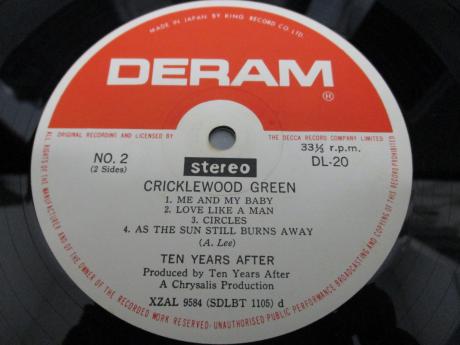 MADE IN JAPAN BY KING RECORD CO. LTD
DERAM
®
ORIGINAL RECORDING AND LICENSED BY THE DECCA RECORD COMPANY LIMITED
NO. 2
(2 Sides)
stereo
33⅓ r.p.m.
DL-20
CRICKLEWOOD GREEN
1. ME AND MY BABY
2. LOVE LIKE A MAN
3. CIRCLES
4. AS THE SUN STILL BURNS AWAY
(A. Lee)
TEN YEARS AFTER
Produced by Ten Years After
A Chrysalis Production
XZAL 9584 (SDLBT 1105) d
ALL RIGHTS OF THE MANUFACTURER AND OF THE OWNER OF THE RECORDED WORK RESERVED·UNAUTHORISED PUBLIC PERFORMANCE BROADCASTING AND COPYING OF THIS RECORD PROHIBITED